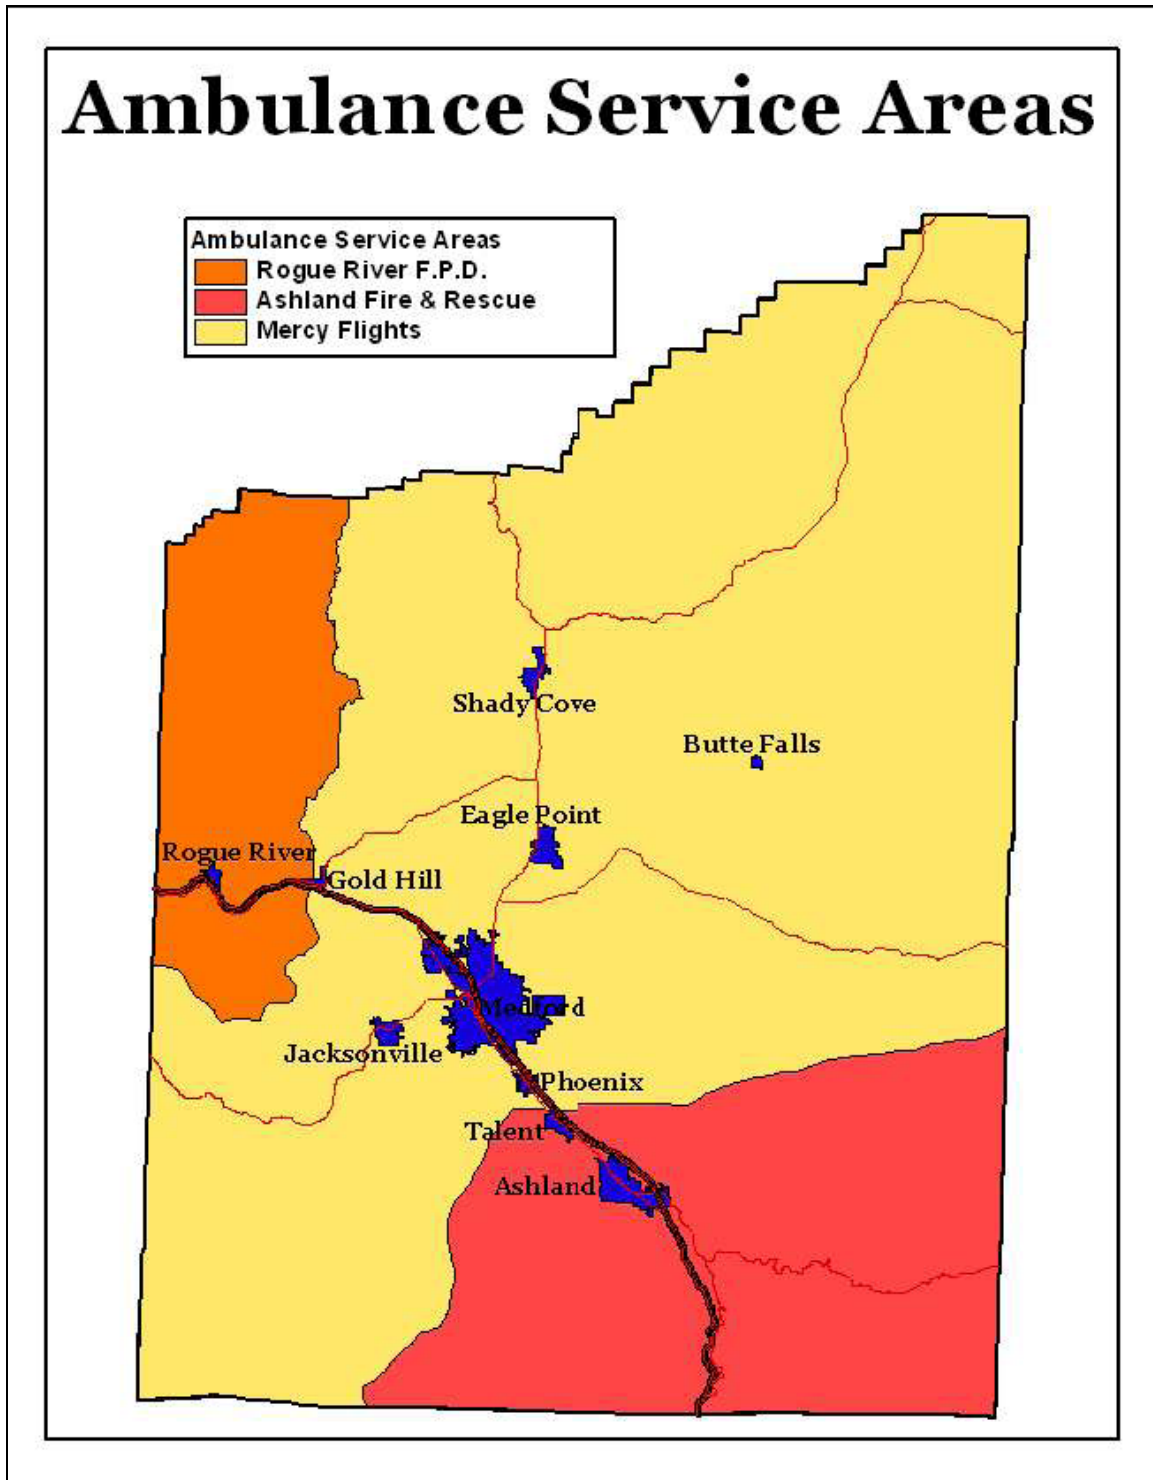 Ambulance Service Areas
Ambulance Service Areas
Rogue River F.P.D.
Ashland Fire & Rescue
Mercy Flights
Shady Cove
Butte Falls
Eagle Point
Rogue River
Gold Hill
Medford
Jacksonville
Phoenix
Talent
Ashland